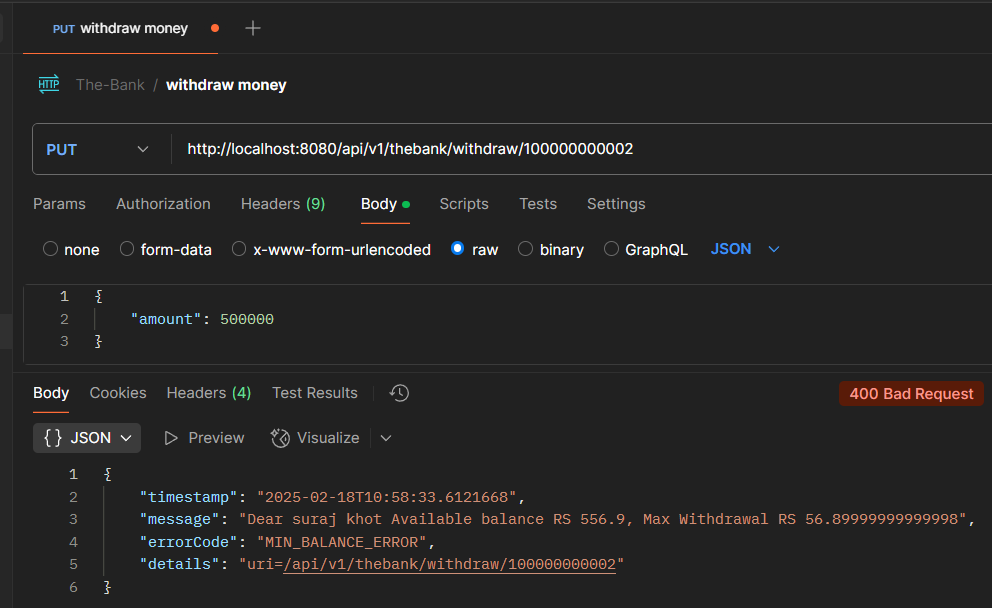 PUT withdraw money
HTTP The-Bank / withdraw money
PUT http://localhost:8080/api/v1/thebank/withdraw/100000000002
Params Authorization Headers (9) Body Scripts Tests Settings
none form-data x-www-form-urlencoded raw binary GraphQL JSON
1 {
2 "amount": 500000
3 }
Body Cookies Headers (4) Test Results 400 Bad Request
{} JSON Preview Visualize
1 {
2 "timestamp": "2025-02-18T10:58:33.6121668",
3 "message": "Dear suraj khot Available balance RS 556.9, Max Withdrawal RS 56.89999999999998",
4 "errorCode": "MIN_BALANCE_ERROR",
5 "details": "uri=/api/v1/thebank/withdraw/100000000002"
6 }